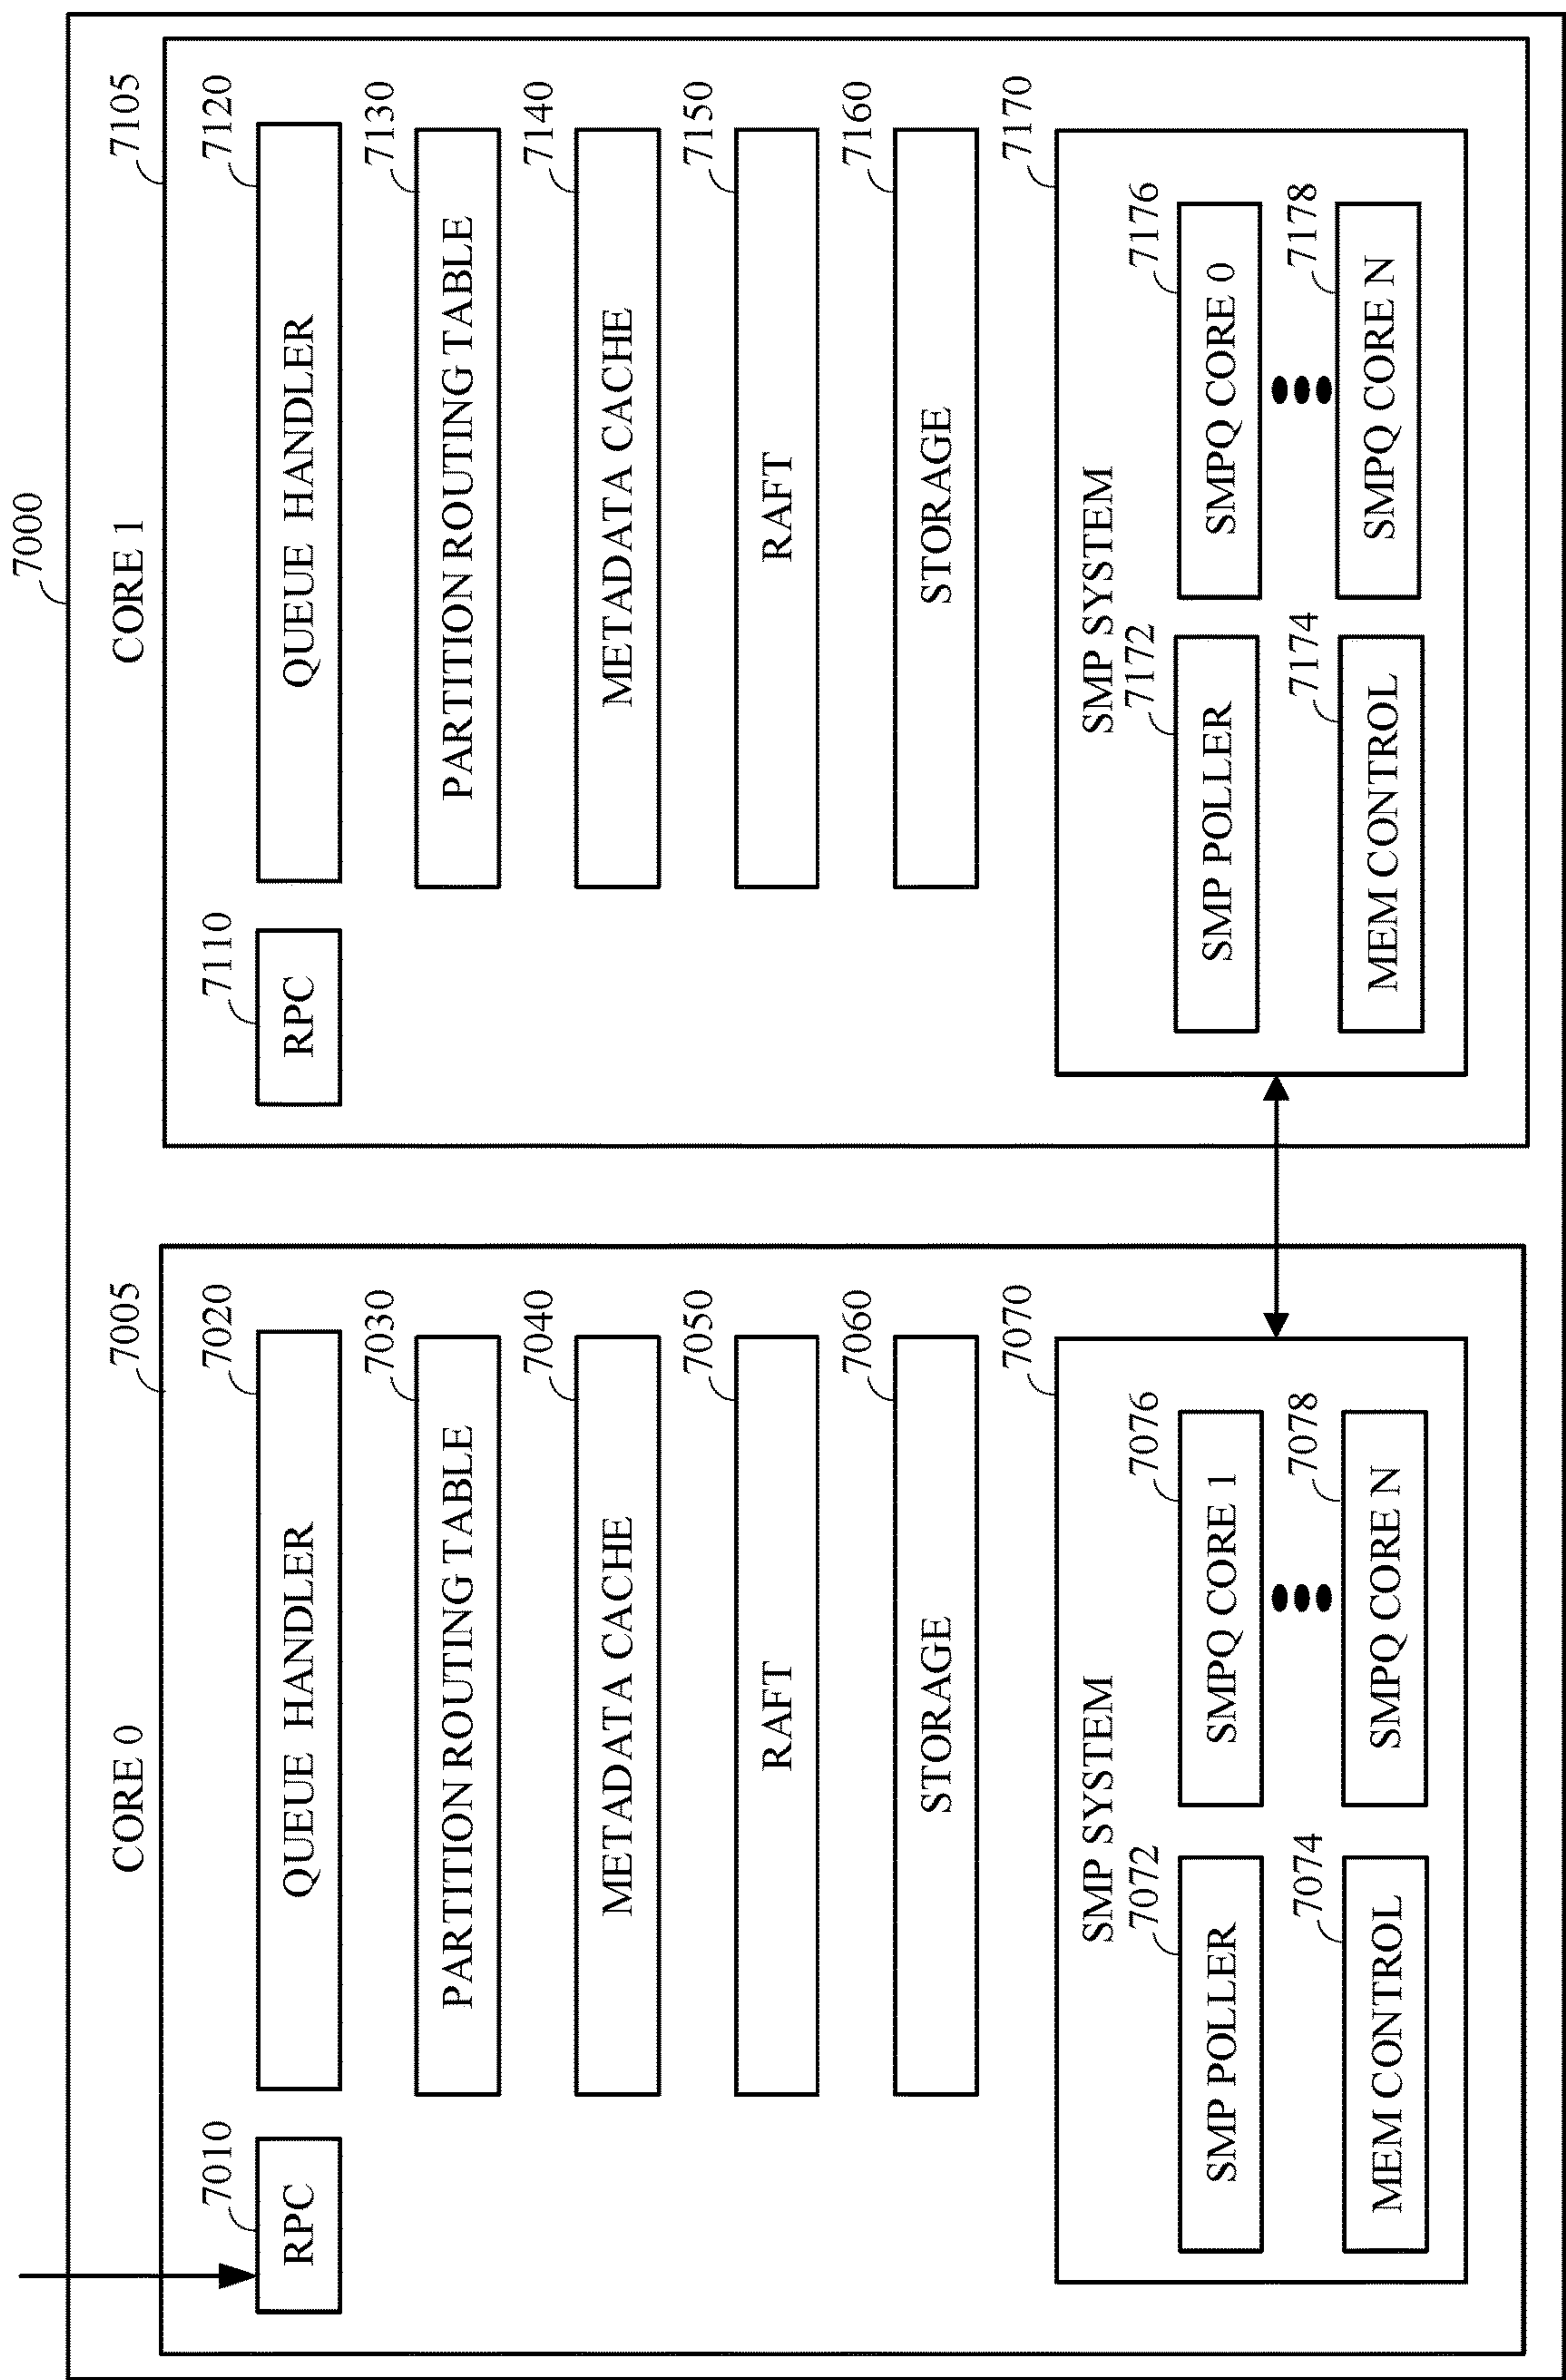 7000
CORE 0
7005
RPC
7010
QUEUE HANDLER
7020
PARTITION ROUTING TABLE
7030
METADATA CACHE
7040
RAFT
7050
STORAGE
7060
SMP SYSTEM
7070
SMP POLLER
7072
SMPQ CORE 1
7076
MEM CONTROL
7074
SMPQ CORE N
7078
CORE 1
7105
RPC
7110
QUEUE HANDLER
7120
PARTITION ROUTING TABLE
7130
METADATA CACHE
7140
RAFT
7150
STORAGE
7160
SMP SYSTEM
7170
SMP POLLER
7172
SMPQ CORE 0
7176
MEM CONTROL
7174
SMPQ CORE N
7178